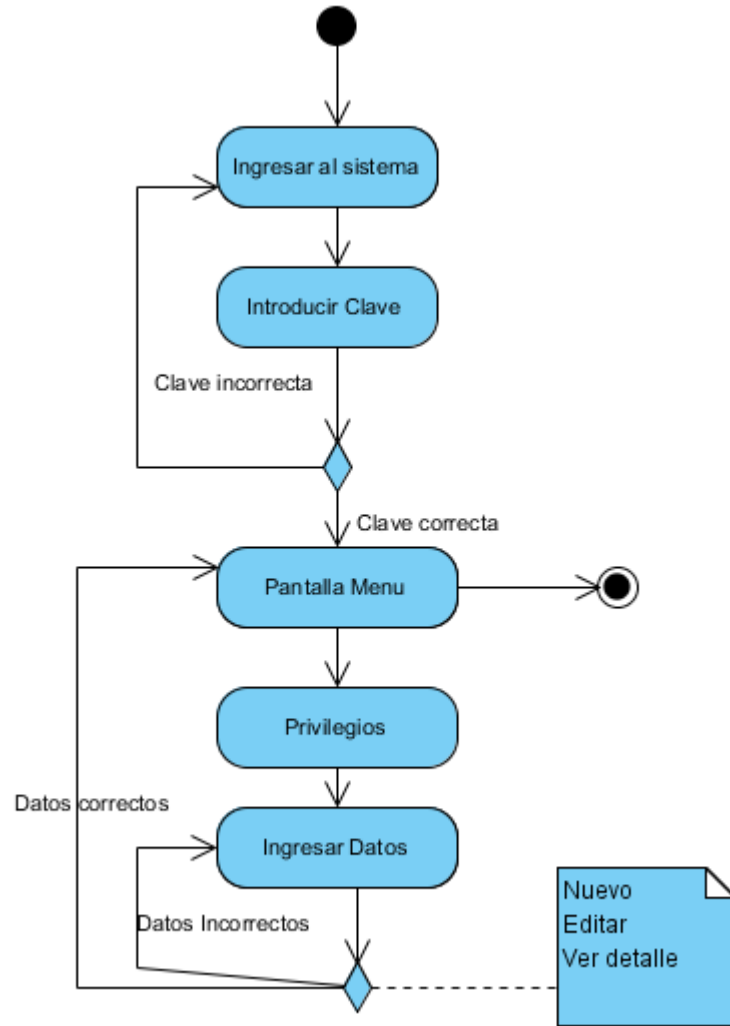 Ingresar al sistema
Introducir Clave
Clave incorrecta
Clave correcta
Pantalla Menu
Privilegios
Datos correctos
Ingresar Datos
Datos Incorrectos
Nuevo
Editar
Ver detalle